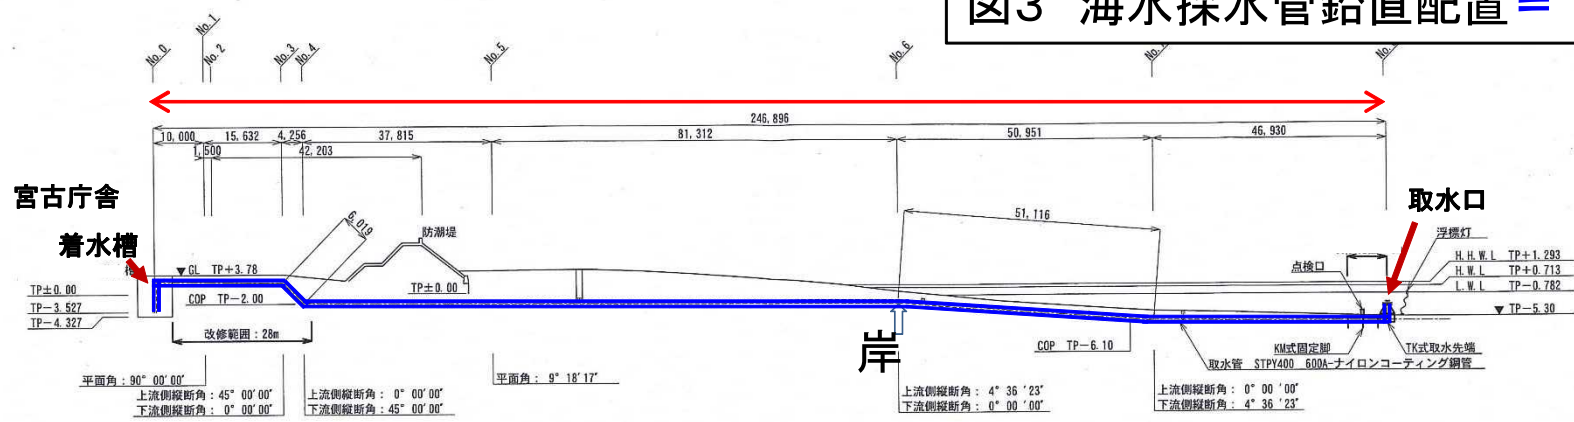 図3 海水採水管鉛直配置
No.0
No.1
No.2
No.3
No.4
No.5
No.6
246,896
10,000
15,632
4,256
37,815
81,312
50,951
46,930
1,500
42,203
宮古庁舎
着水槽
6,019
防潮堤
51,116
取水口
浮標灯
点検口
H.H.W.L TP+1.293
H.W.L TP+0.713
L.W.L TP-0.782
▼GL TP+3.78
TP±0.00
COP TP-2.00
TP±0.00
TP-3.527
TP-4.327
▼TP-5.30
改修範囲:28m
岸
COP TP-6.10
KM式固定脚
TK式取水先端
取水管 STPY400 600A-ナイロンコーティング鋼管
平面角:90° 00'00"
上流側縦断角:45° 00'00"
下流側縦断角: 0° 00'00"
上流側縦断角: 0° 00'00"
下流側縦断角:45° 00'00"
平面角: 9° 18'17"
上流側縦断角: 4° 36'23"
下流側縦断角: 0° 00'00"
上流側縦断角: 0° 00'00"
下流側縦断角: 4° 36'23"